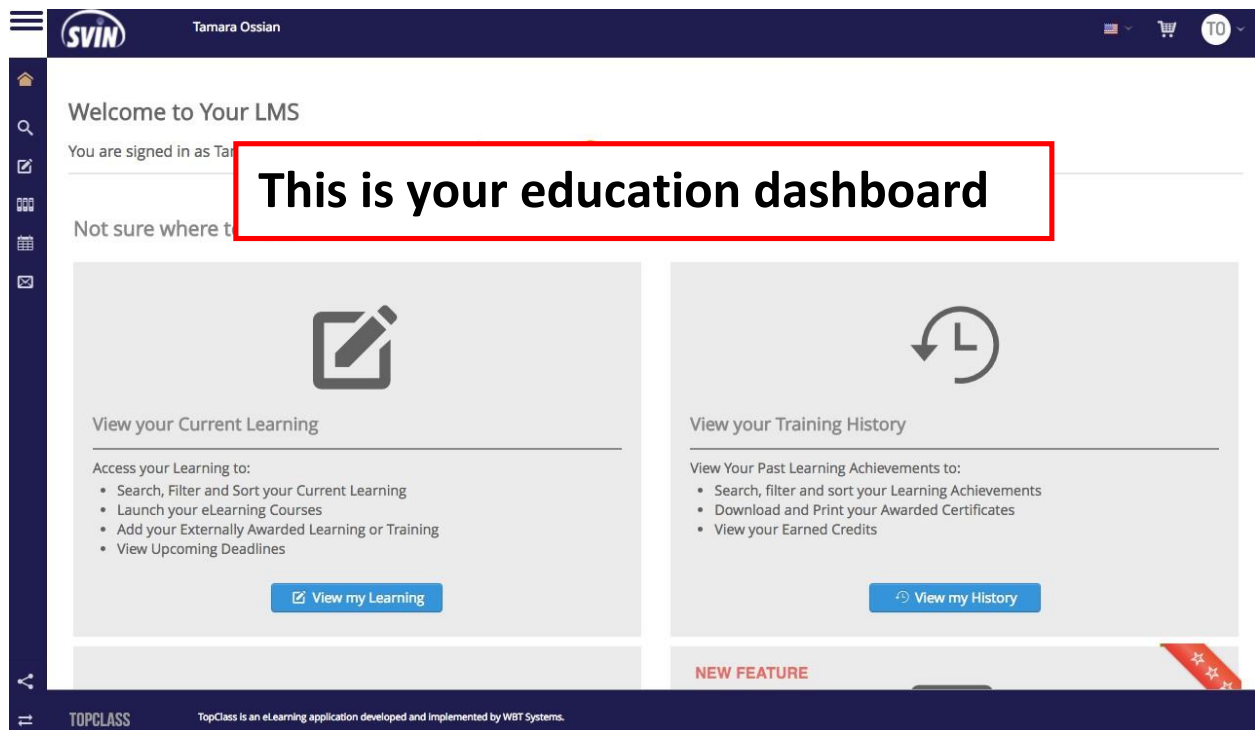 SVIN
Tamara Ossian
TO
Welcome to Your LMS
You are signed in as
This is your education dashboard
Not sure where
View your Current Learning
Access your Learning to:
• Search, Filter and Sort your Current Learning
• Launch your eLearning Courses
• Add your Externally Awarded Learning or Training
• View Upcoming Deadlines
View my Learning
View your Training History
View Your Past Learning Achievements to:
• Search, filter and sort your Learning Achievements
• Download and Print your Awarded Certificates
• View your Earned Credits
View my History
NEW FEATURE
TOPCLASS
TopClass is an eLearning application developed and implemented by WBT Systems.